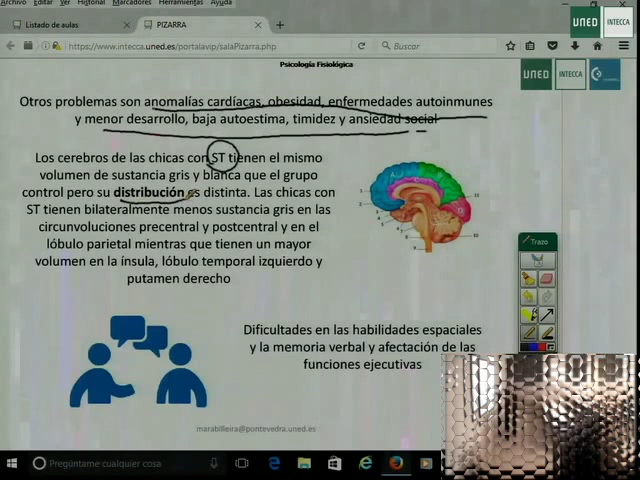 Archivo Editar Ver Historial Marcadores Herramientas Ayuda
Listado de aulas
PIZARRA
https://www.intecca.uned.es/portalavip/salaPizarra.php
Buscar
UNED
INTECCA
Psicología Fisiológica
UNED
INTECCA
Otros problemas son anomalías cardíacas, obesidad, enfermedades autoinmunes
y menor desarrollo, baja autoestima, timidez y ansiedad social
Los cerebros de las chicas con ST tienen el mismo
volumen de sustancia gris y blanca que el grupo
control pero su distribución es distinta. Las chicas con
ST tienen bilateralmente menos sustancia gris en las
circunvoluciones precentral y postcentral y en el
lóbulo parietal mientras que tienen un mayor
volumen en la ínsula, lóbulo temporal izquierdo y
putamen derecho
Trazo
Dificultades en las habilidades espaciales
y la memoria verbal y afectación de las
funciones ejecutivas
marabilleira@pontevedra.uned.es
Pregúntame cualquier cosa